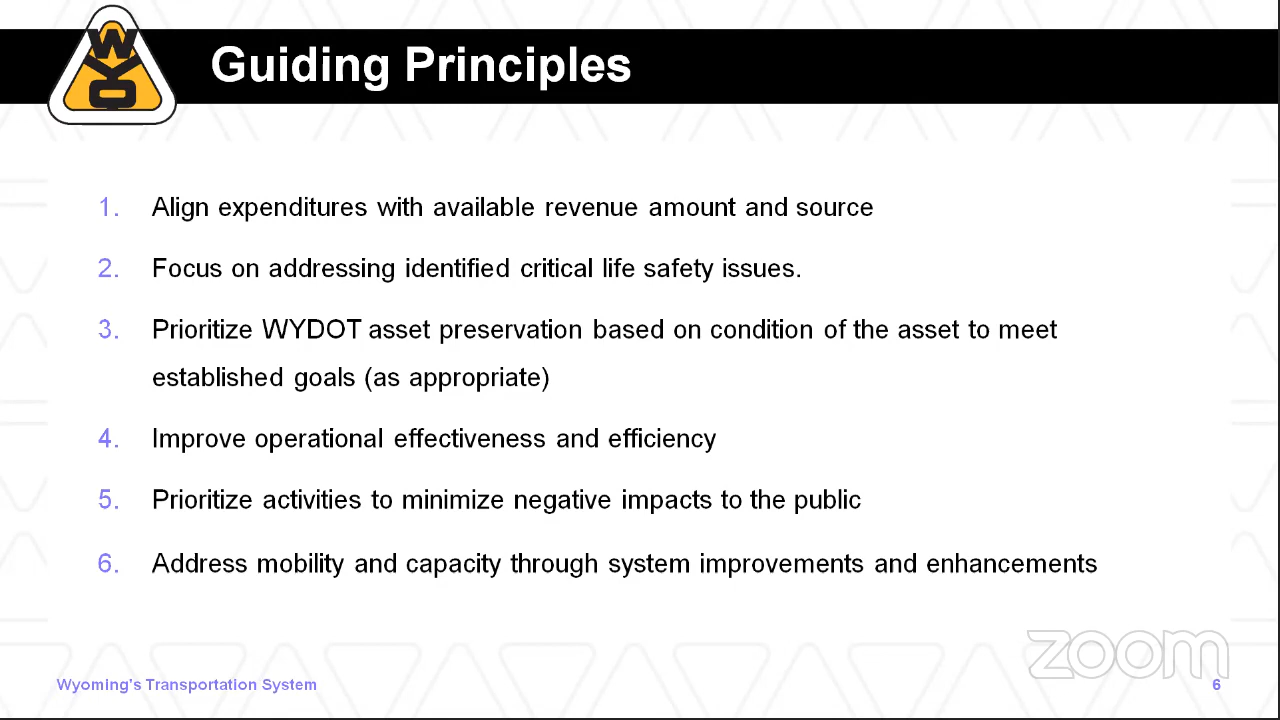 WYO
Guiding Principles
1. Align expenditures with available revenue amount and source
2. Focus on addressing identified critical life safety issues.
3. Prioritize WYDOT asset preservation based on condition of the asset to meet
established goals (as appropriate)
4. Improve operational effectiveness and efficiency
5. Prioritize activities to minimize negative impacts to the public
6. Address mobility and capacity through system improvements and enhancements
zoom
Wyoming's Transportation System
6